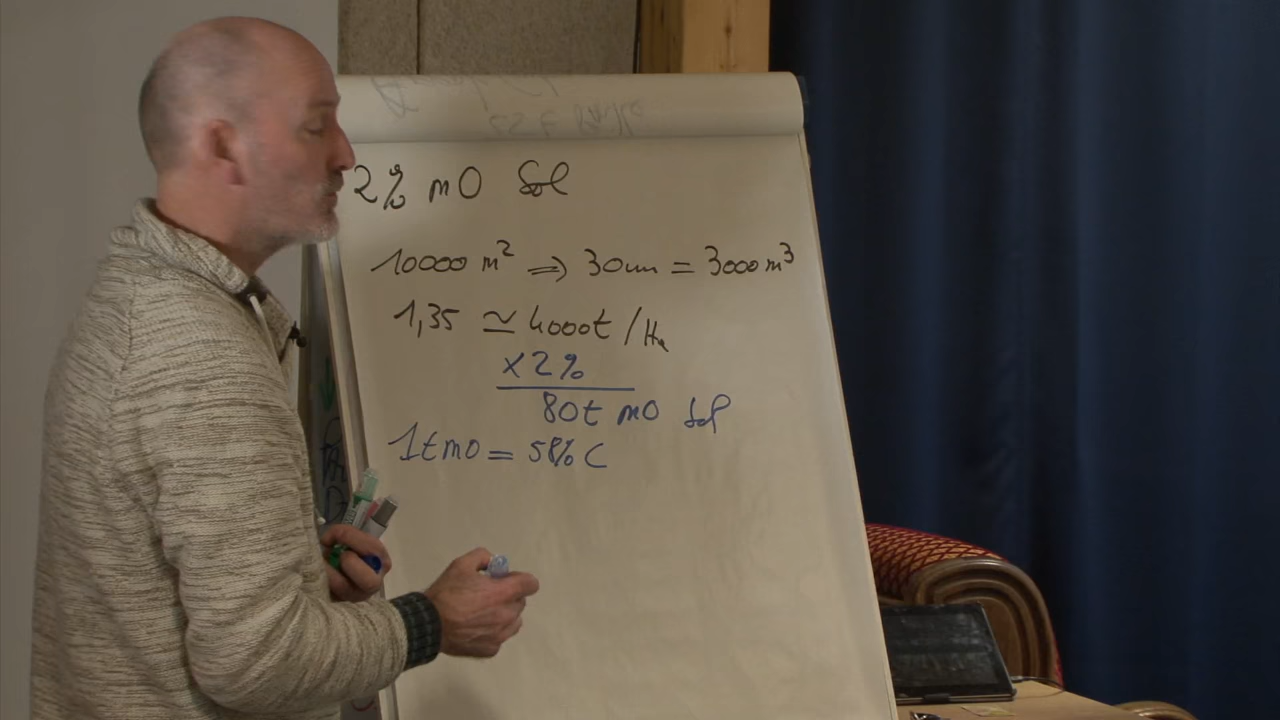 2% mO Sol
10000 m² => 30cm = 3000 m³
1,35 ≃ 4000t / Ha
x 2%
80t mO Sol
1t mO = 58% C